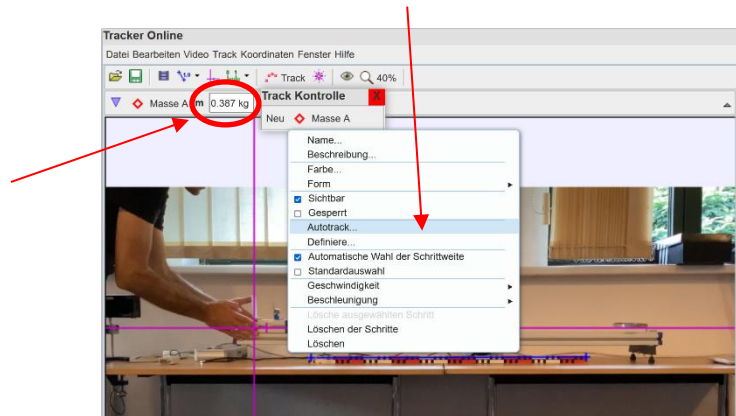 Tracker Online
Datei Bearbeiten Video Track Koordinaten Fenster Hilfe
Track 40%
Masse A m 0.387 kg
Track Kontrolle X
Neu Masse A
Name...
Beschreibung...
Farbe...
Form
Sichtbar
Gesperrt
Autotrack...
Definiere...
Automatische Wahl der Schrittweite
Standardauswahl
Geschwindigkeit
Beschleunigung
Lösche ausgewählten Schritt
Löschen der Schritte
Löschen